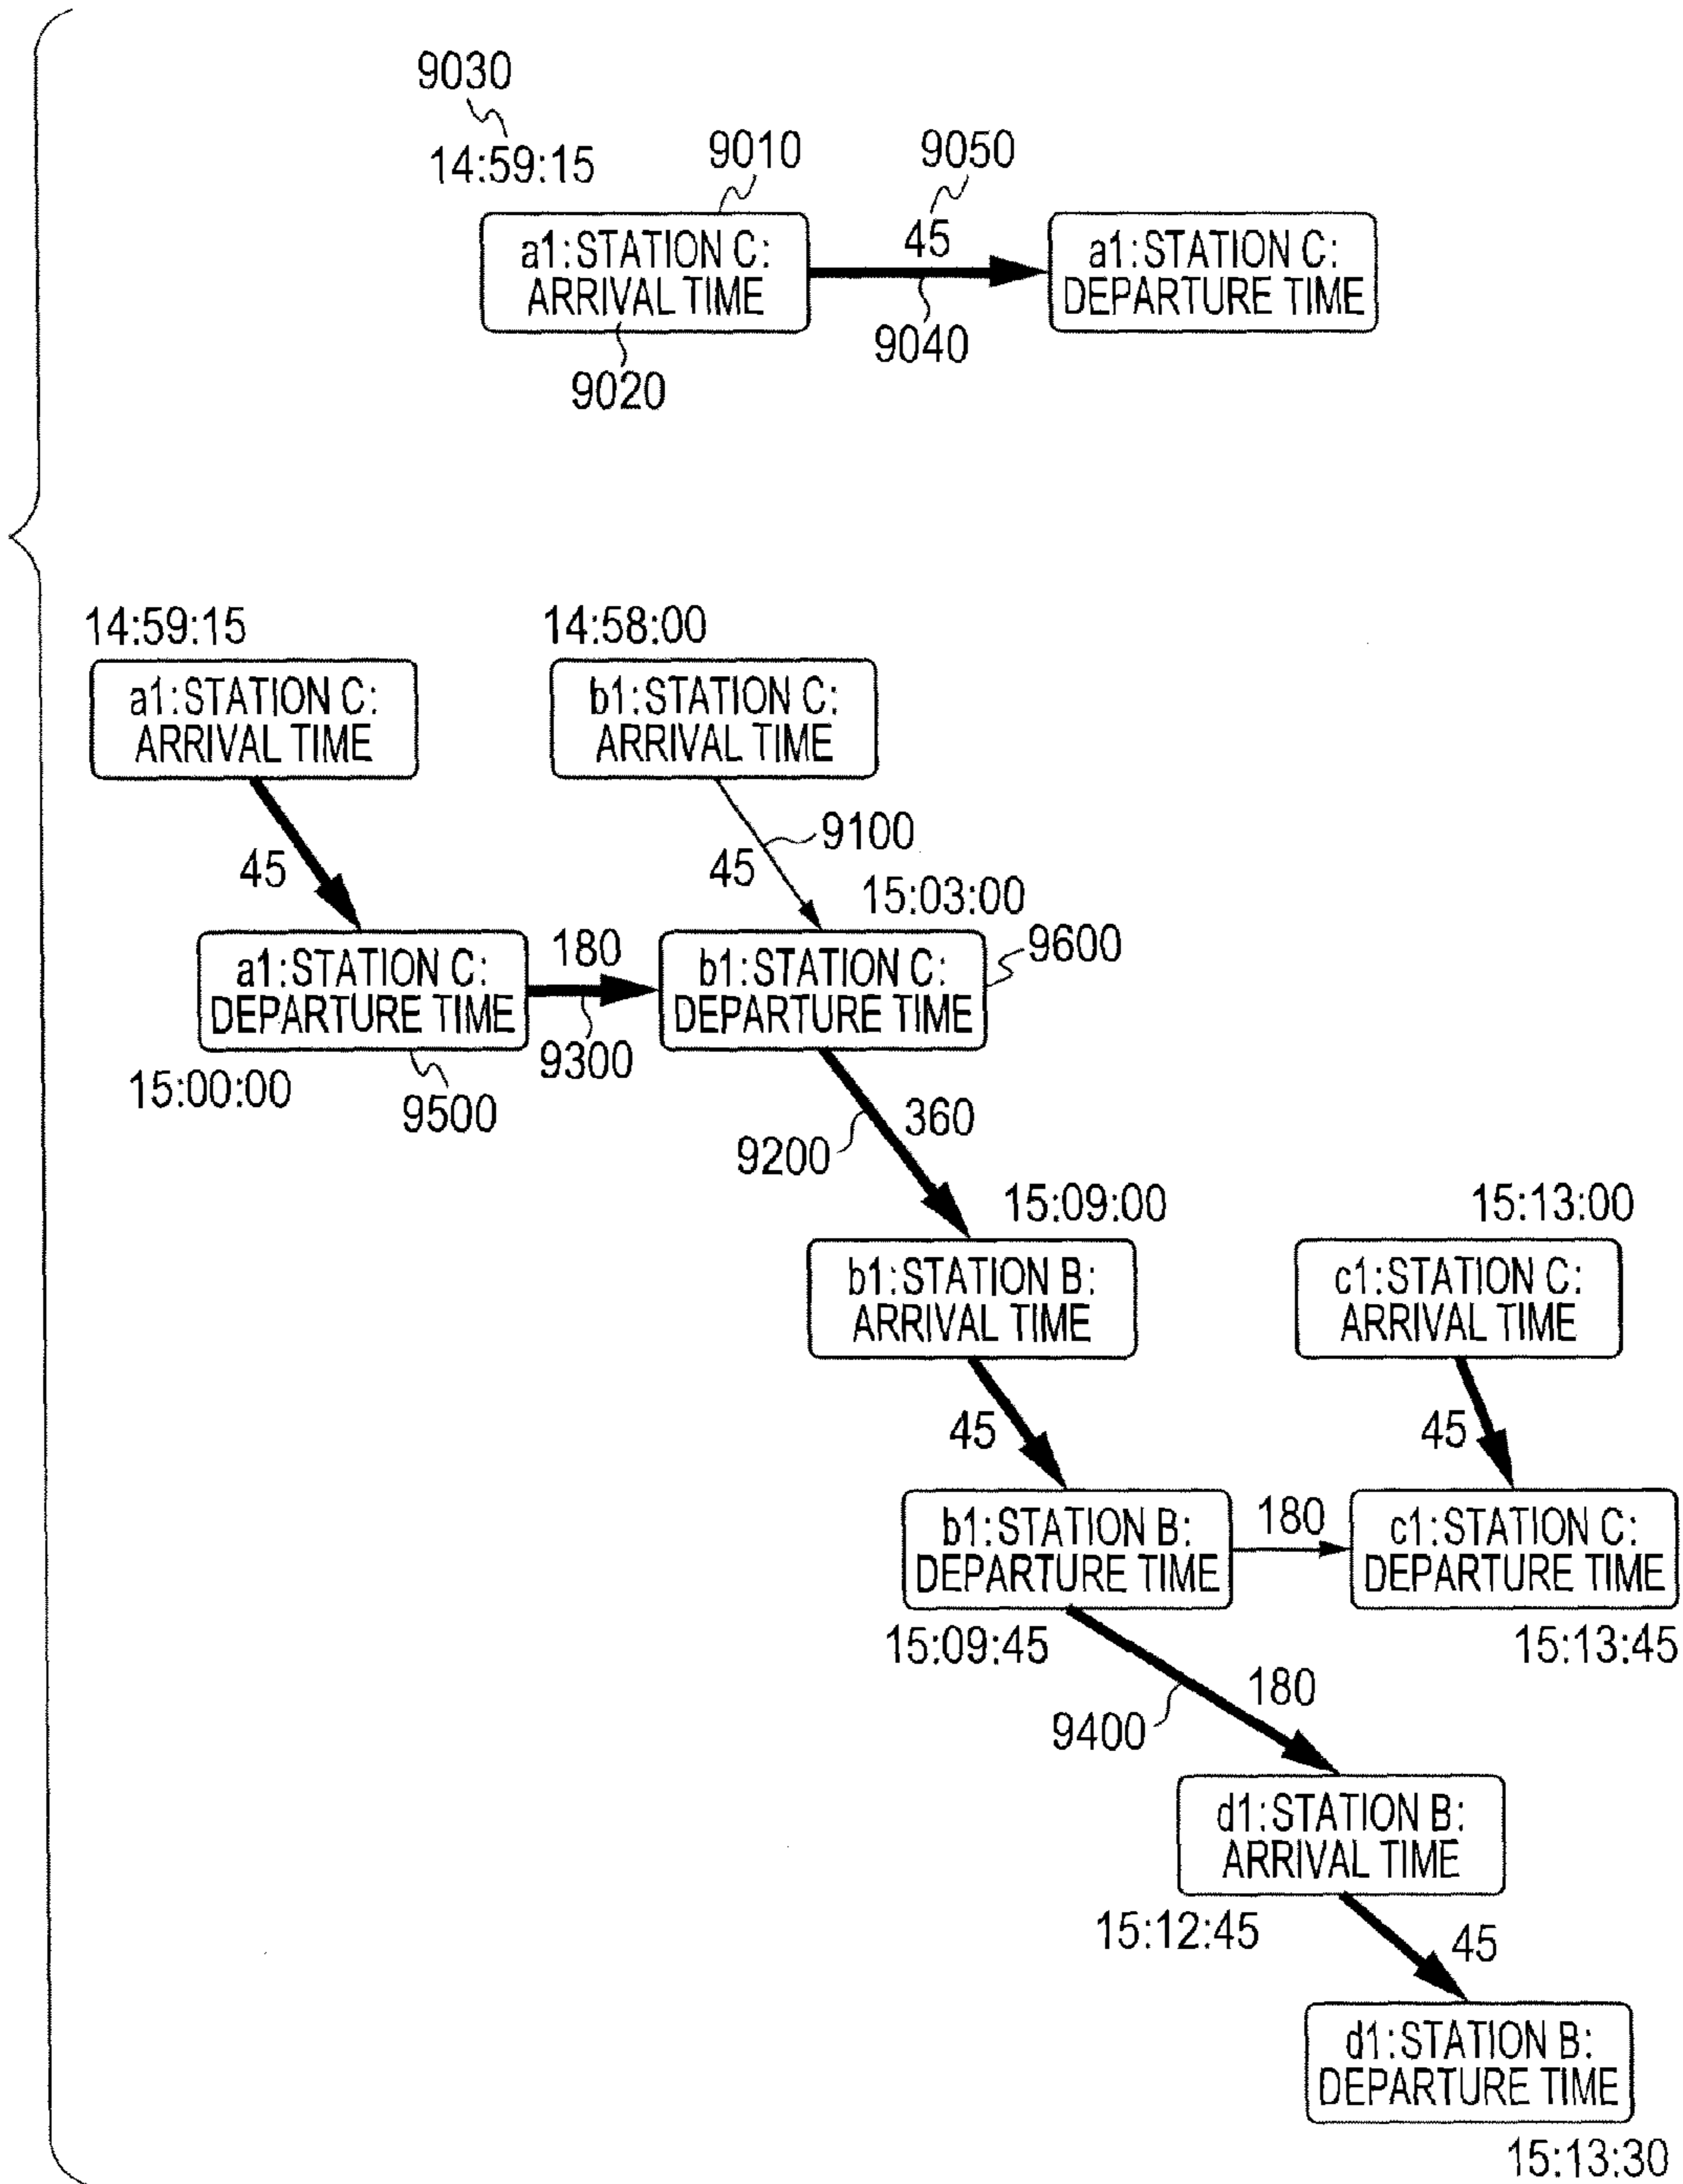 9030
14:59:15
9010
9050
45
a1:STATION C:
ARRIVAL TIME
a1:STATION C:
DEPARTURE TIME
9040
9020
14:59:15
14:58:00
a1:STATION C:
ARRIVAL TIME
b1:STATION C:
ARRIVAL TIME
9100
45
45
15:03:00
9600
a1:STATION C:
DEPARTURE TIME
180
b1:STATION C:
DEPARTURE TIME
9300
15:00:00
9500
360
9200
15:09:00
15:13:00
b1:STATION B:
ARRIVAL TIME
c1:STATION C:
ARRIVAL TIME
45
45
b1:STATION B:
DEPARTURE TIME
180
c1:STATION C:
DEPARTURE TIME
15:09:45
15:13:45
180
9400
d1:STATION B:
ARRIVAL TIME
15:12:45
45
d1:STATION B:
DEPARTURE TIME
15:13:30